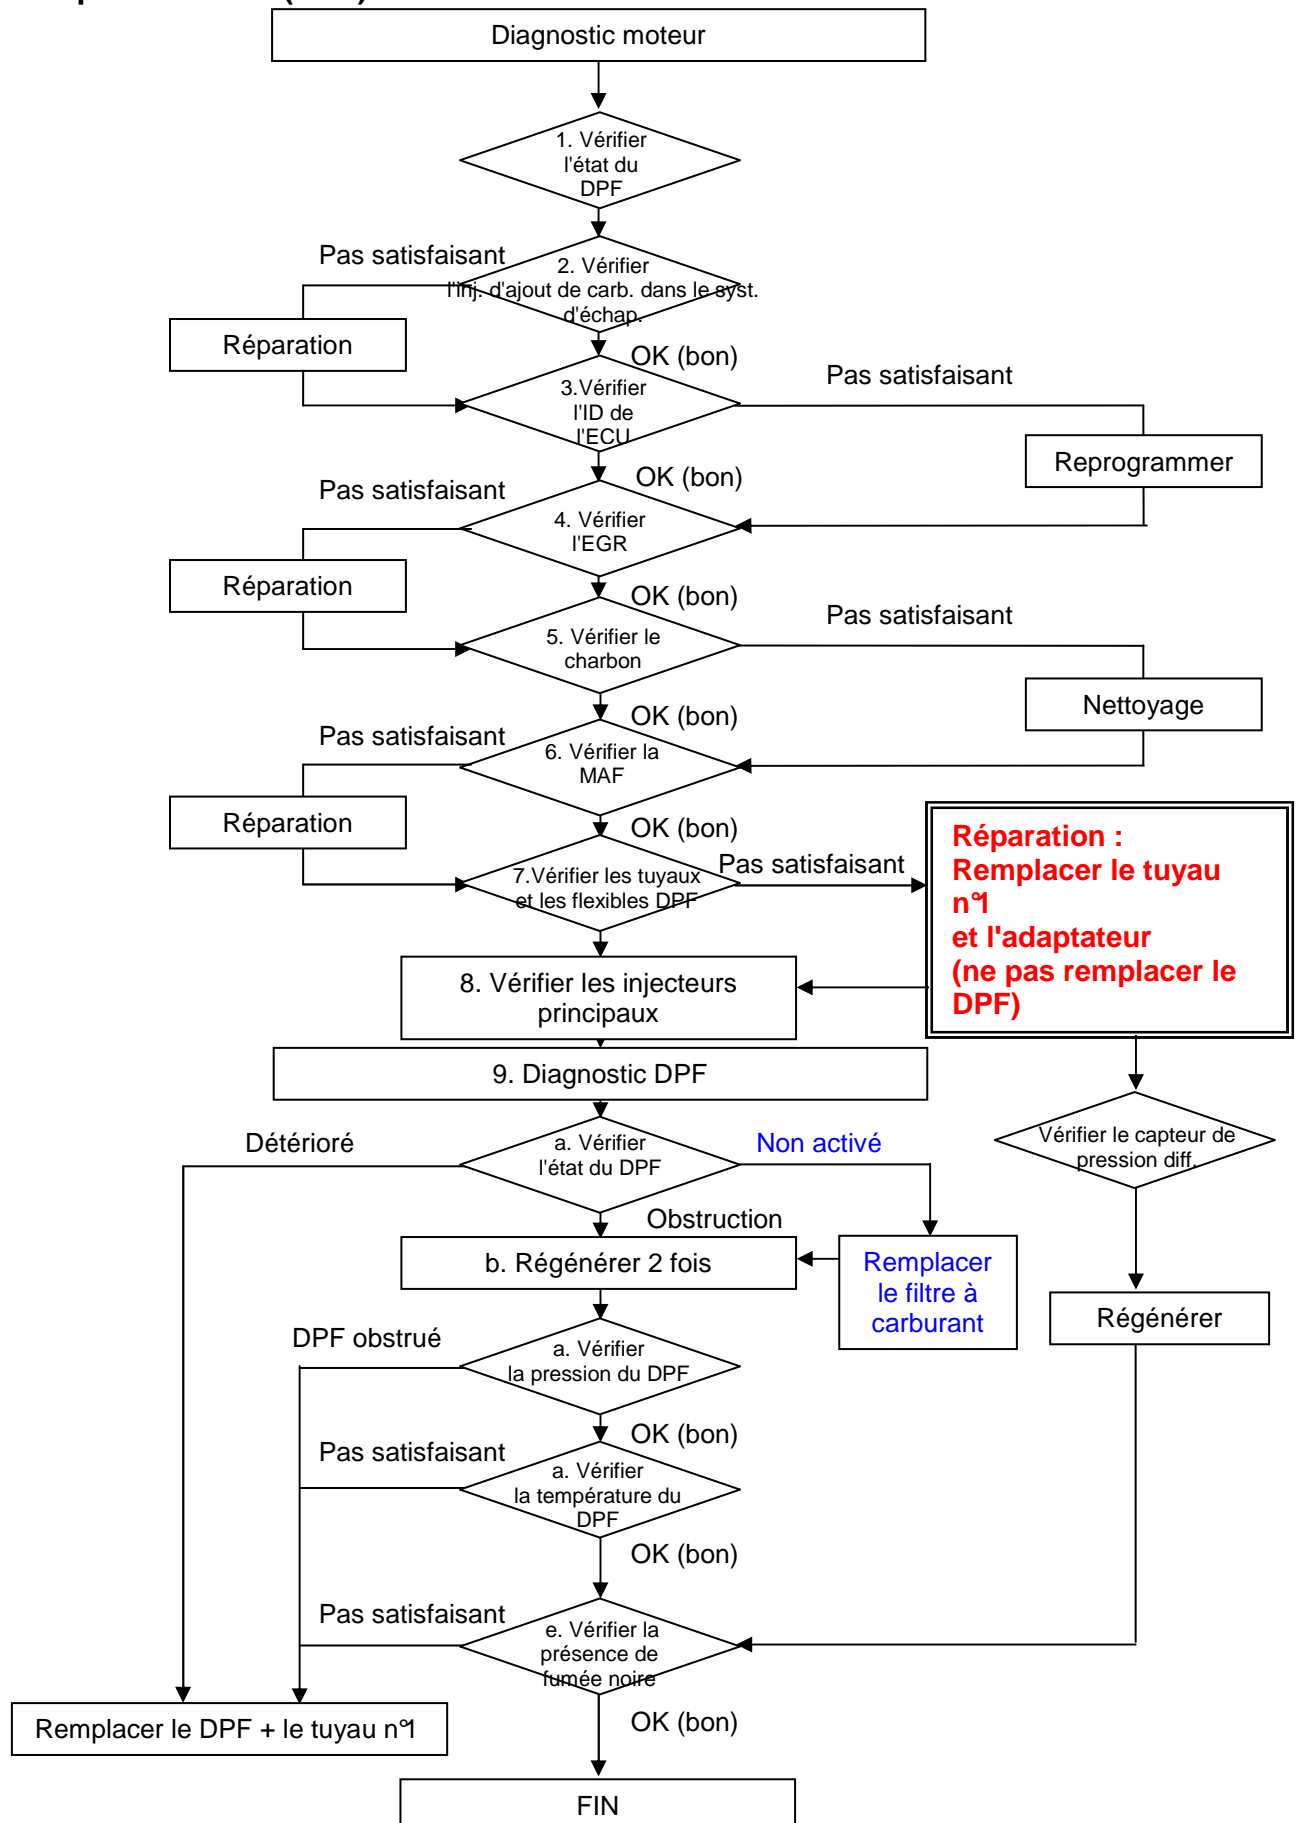 Diagnostic moteur
1. Vérifier
l'état du
DPF
Pas satisfaisant
2. Vérifier
l'inj. d'ajout de carb. dans le syst.
d'échap.
Réparation
OK (bon)
Pas satisfaisant
3.Vérifier
l'ID de
l'ECU
Reprogrammer
OK (bon)
Pas satisfaisant
4. Vérifier
l'EGR
Réparation
OK (bon)
Pas satisfaisant
5. Vérifier le
charbon
Nettoyage
OK (bon)
Pas satisfaisant
6. Vérifier la
MAF
Réparation
OK (bon)
Pas satisfaisant
7.Vérifier les tuyaux
et les flexibles DPF
Réparation :
Remplacer le tuyau
n°1
et l'adaptateur
(ne pas remplacer le
DPF)
8. Vérifier les injecteurs
principaux
9. Diagnostic DPF
Vérifier le capteur de
pression diff.
Détérioré
a. Vérifier
l'état du DPF
Non activé
Obstruction
b. Régénérer 2 fois
Remplacer
le filtre à
carburant
Régénérer
DPF obstrué
a. Vérifier
la pression du DPF
OK (bon)
Pas satisfaisant
a. Vérifier
la température du
DPF
OK (bon)
Pas satisfaisant
e. Vérifier la
présence de
fumée noire
Remplacer le DPF + le tuyau n°1
OK (bon)
FIN